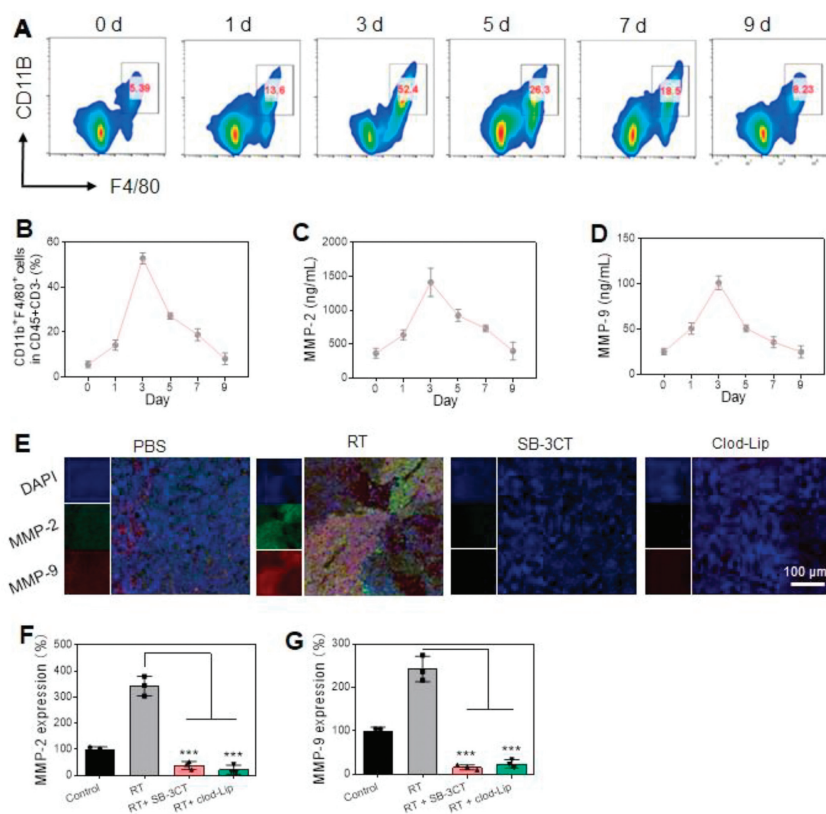 A
0 d 1 d 3 d 5 d 7 d 9 d
CD11B
5.39 13.6 52.4 26.3 18.5 8.23
F4/80
B
CD11b+F4/80+ cells
in CD45+CD3- (%)
60
40
20
0
0 1 3 5 7 9
Day
C
MMP-2 (ng/mL)
2000
1500
1000
500
0
0 1 3 5 7 9
Day
D
MMP-9 (ng/mL)
150
100
50
0
0 1 3 5 7 9
Day
E
PBS RT SB-3CT Clod-Lip
DAPI
MMP-2
MMP-9
100 µm
F
MMP-2 expression (%)
500
400
300
200
100
0
*** ***
Control RT RT+ SB-3CT RT+ clod-Lip
G
MMP-9 expression (%)
300
200
100
0
*** ***
Control RT RT + SB-3CT RT + clod-Lip